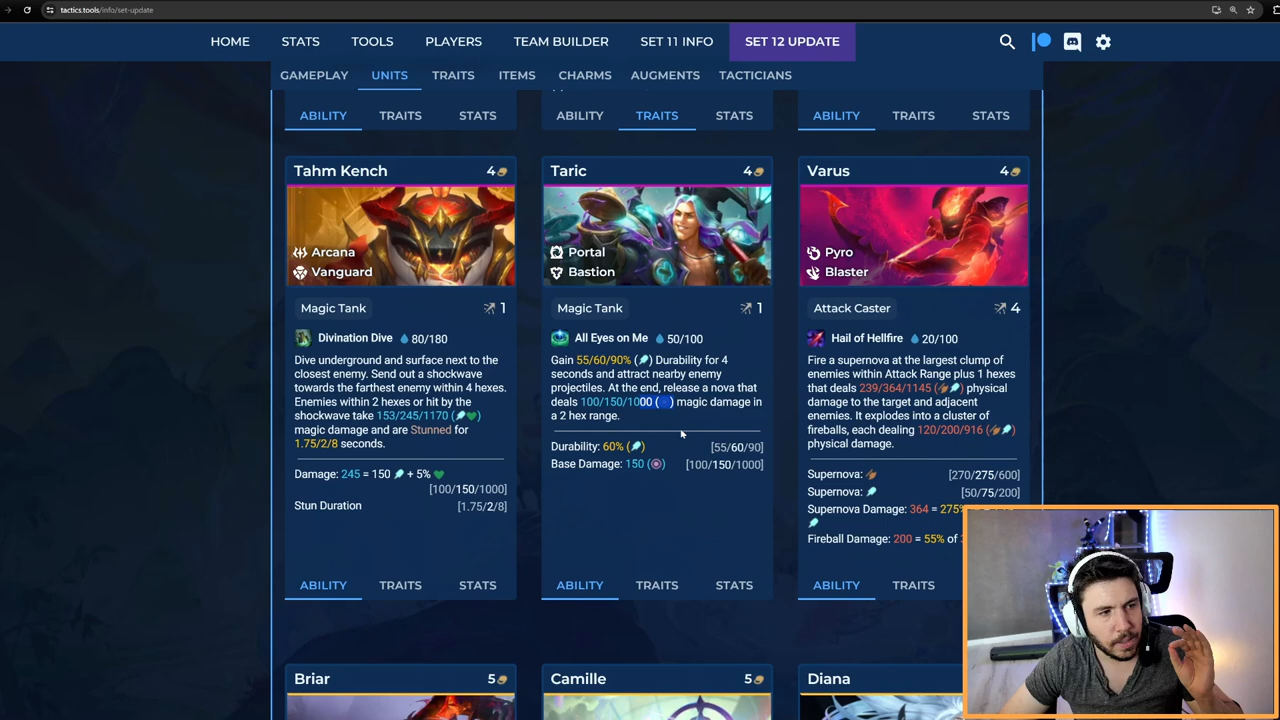 tactics.tools/info/set-update
HOME STATS TOOLS PLAYERS TEAM BUILDER SET 11 INFO SET 12 UPDATE
GAMEPLAY UNITS TRAITS ITEMS CHARMS AUGMENTS TACTICIANS
ABILITY TRAITS STATS
ABILITY TRAITS STATS
ABILITY TRAITS STATS
Tahm Kench 4
Arcana
Vanguard
Magic Tank 1
Divination Dive 80/180
Dive underground and surface next to the
closest enemy. Send out a shockwave
towards the farthest enemy within 4 hexes.
Enemies within 2 hexes or hit by the
shockwave take 153/245/1170 ( )
magic damage and are Stunned for
1.75/2/8 seconds.
Damage: 245 = 150 + 5%
[100/150/1000]
Stun Duration [1.75/2/8]
ABILITY TRAITS STATS
Taric 4
Portal
Bastion
Magic Tank 1
All Eyes on Me 50/100
Gain 55/60/90% ( ) Durability for 4
seconds and attract nearby enemy
projectiles. At the end, release a nova that
deals 100/150/1000 ( ) magic damage in
a 2 hex range.
Durability: 60% ( ) [55/60/90]
Base Damage: 150 ( ) [100/150/1000]
ABILITY TRAITS STATS
Varus 4
Pyro
Blaster
Attack Caster 4
Hail of Hellfire 20/100
Fire a supernova at the largest clump of
enemies within Attack Range plus 1 hexes
that deals 239/364/1145 ( ) physical
damage to the target and adjacent
enemies. It explodes into a cluster of
fireballs, each dealing 120/200/916 ( )
physical damage.
Supernova: [270/275/600]
Supernova: [50/75/200]
Supernova Damage: 364 = 275%
Fireball Damage: 200 = 55% of
ABILITY TRAITS
Briar 5
Camille 5
Diana